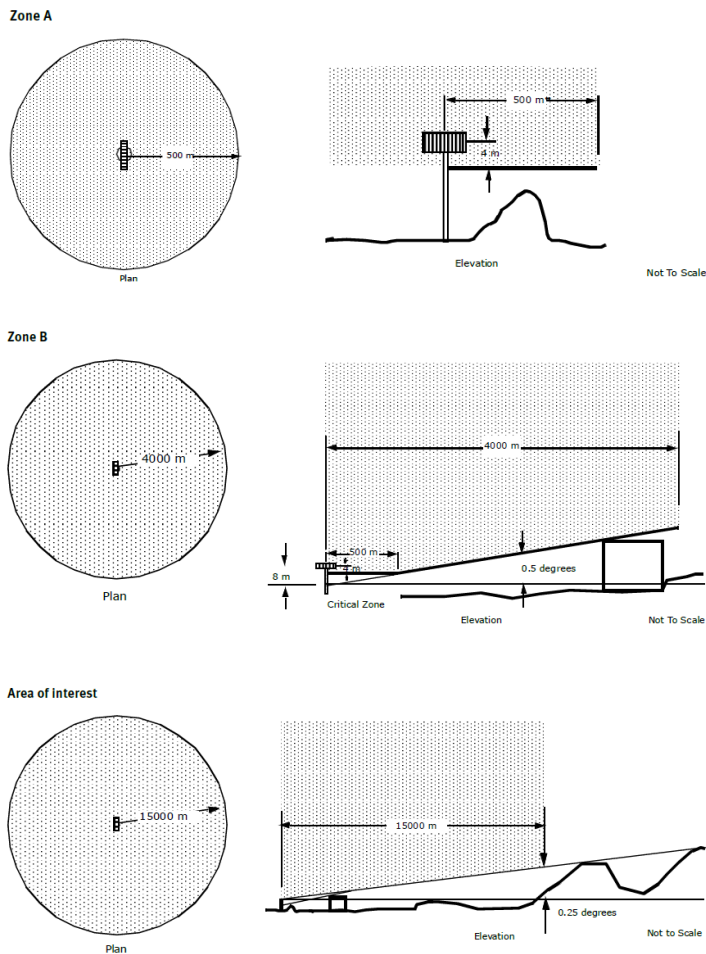 Zone A
500 m
500 m
4 m
Plan
Elevation
Not To Scale
Zone B
4000 m
4000 m
500 m
4 m
8 m
0.5 degrees
Critical Zone
Plan
Elevation
Not To Scale
Area of interest
15000 m
15000 m
0.25 degrees
Plan
Elevation
Not to Scale